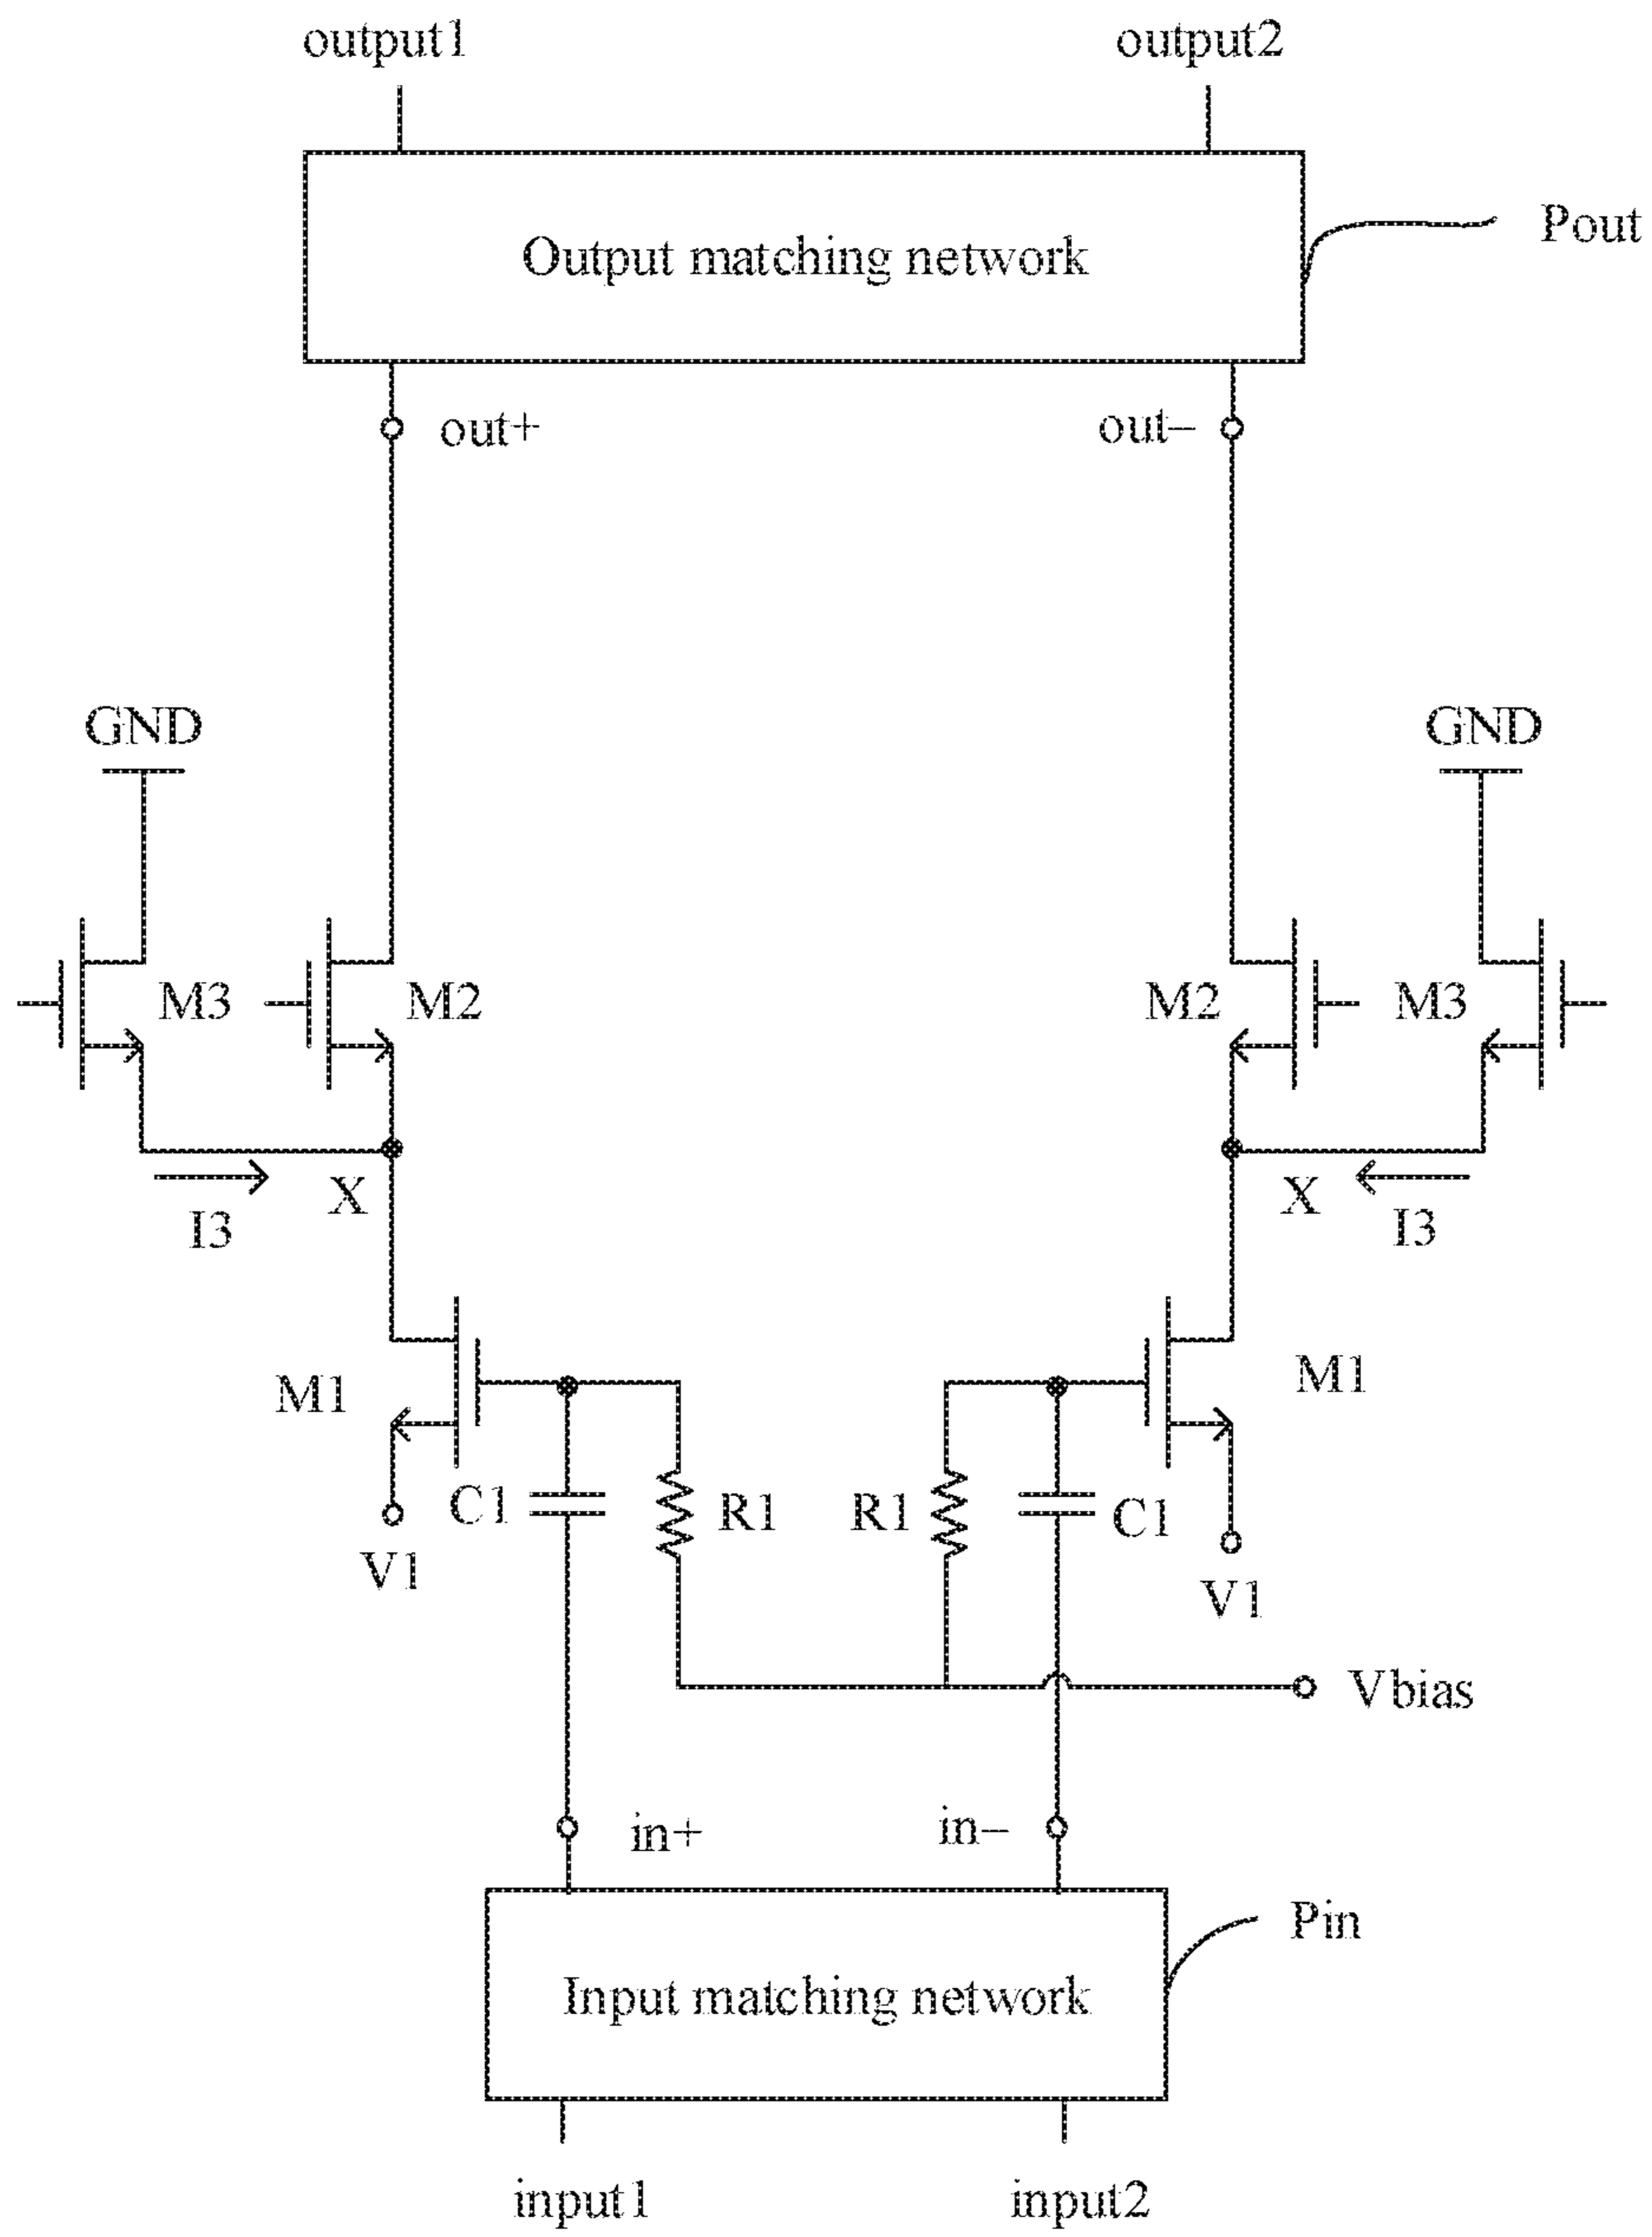 output1 output2
Output matching network
Pout
out+ out−
GND GND
M3 M2 M2 M3
X X
I3 I3
M1 M1
C1 R1 R1 C1
V1 V1
Vbias
in+ in−
Pin
Input matching network
input1 input2